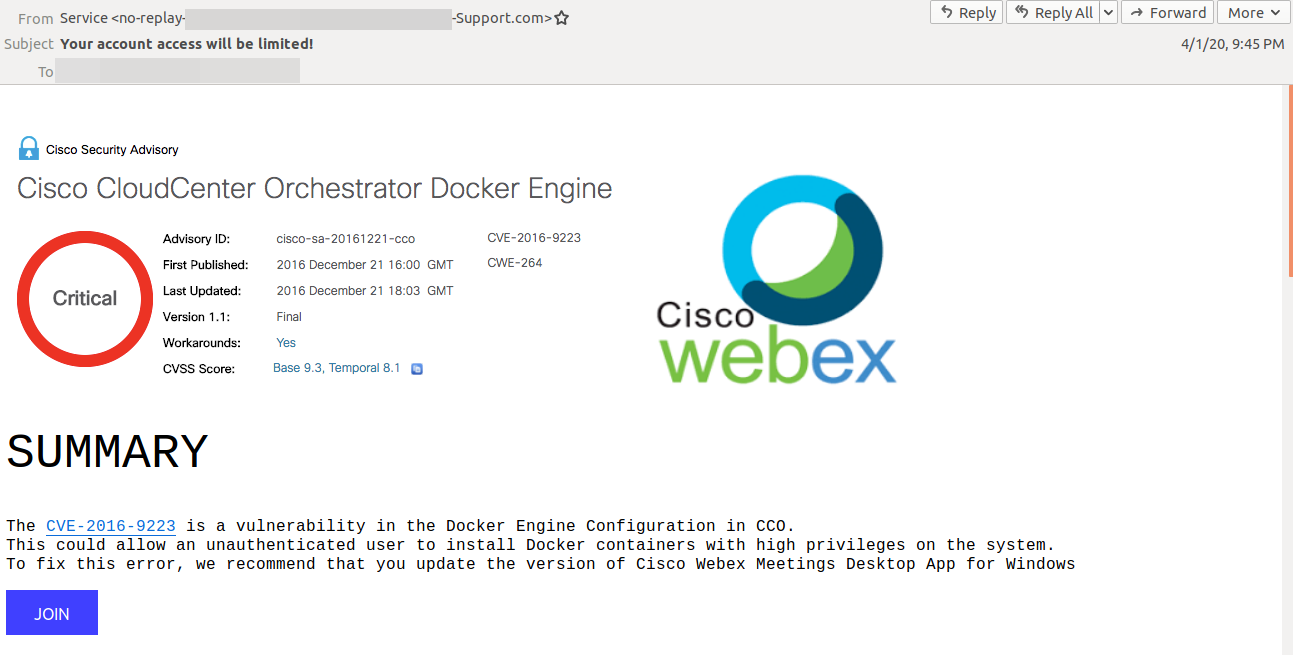 From Service <no-replay- -Support.com>
Reply Reply All Forward More
Subject Your account access will be limited!
4/1/20, 9:45 PM
To
Cisco Security Advisory
Cisco CloudCenter Orchestrator Docker Engine
Critical
Advisory ID: cisco-sa-20161221-cco CVE-2016-9223
First Published: 2016 December 21 16:00 GMT CWE-264
Last Updated: 2016 December 21 18:03 GMT
Version 1.1: Final
Workarounds: Yes
CVSS Score: Base 9.3, Temporal 8.1
Cisco
webex
SUMMARY
The CVE-2016-9223 is a vulnerability in the Docker Engine Configuration in CCO.
This could allow an unauthenticated user to install Docker containers with high privileges on the system.
To fix this error, we recommend that you update the version of Cisco Webex Meetings Desktop App for Windows
JOIN